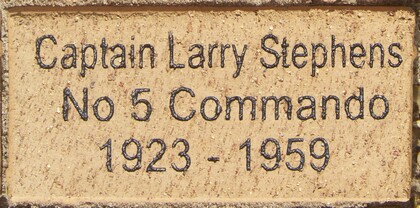 Captain Larry Stephens
No 5 Commando
1923 - 1959